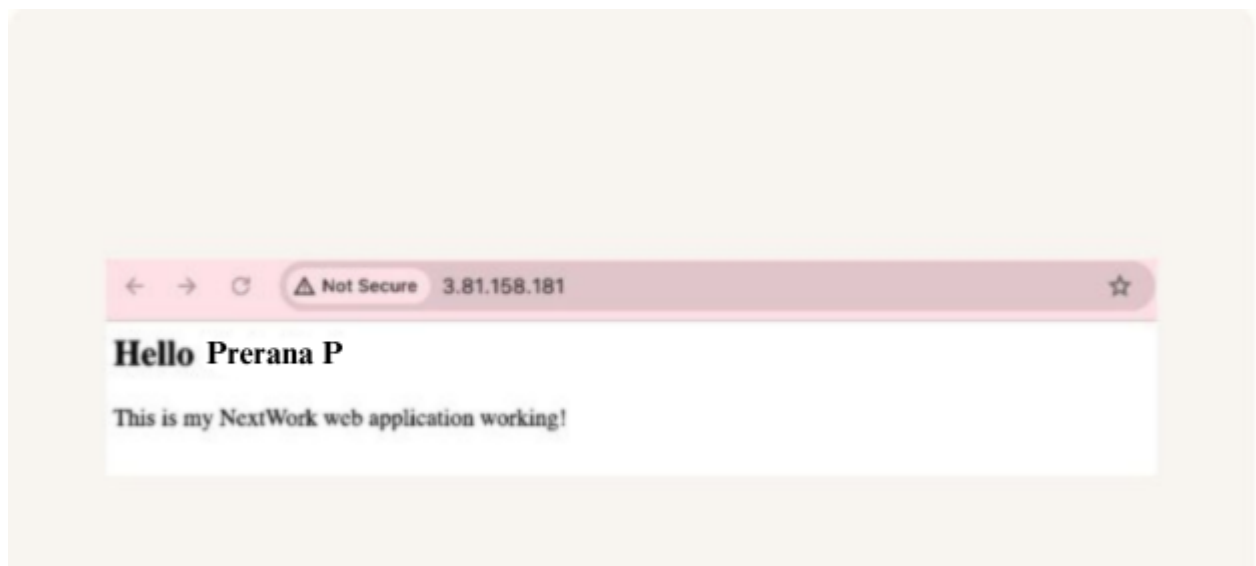 Not Secure 3.81.158.181
Hello Prerana P
This is my NextWork web application working!